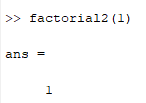 >> factorial2(1)
ans =
1